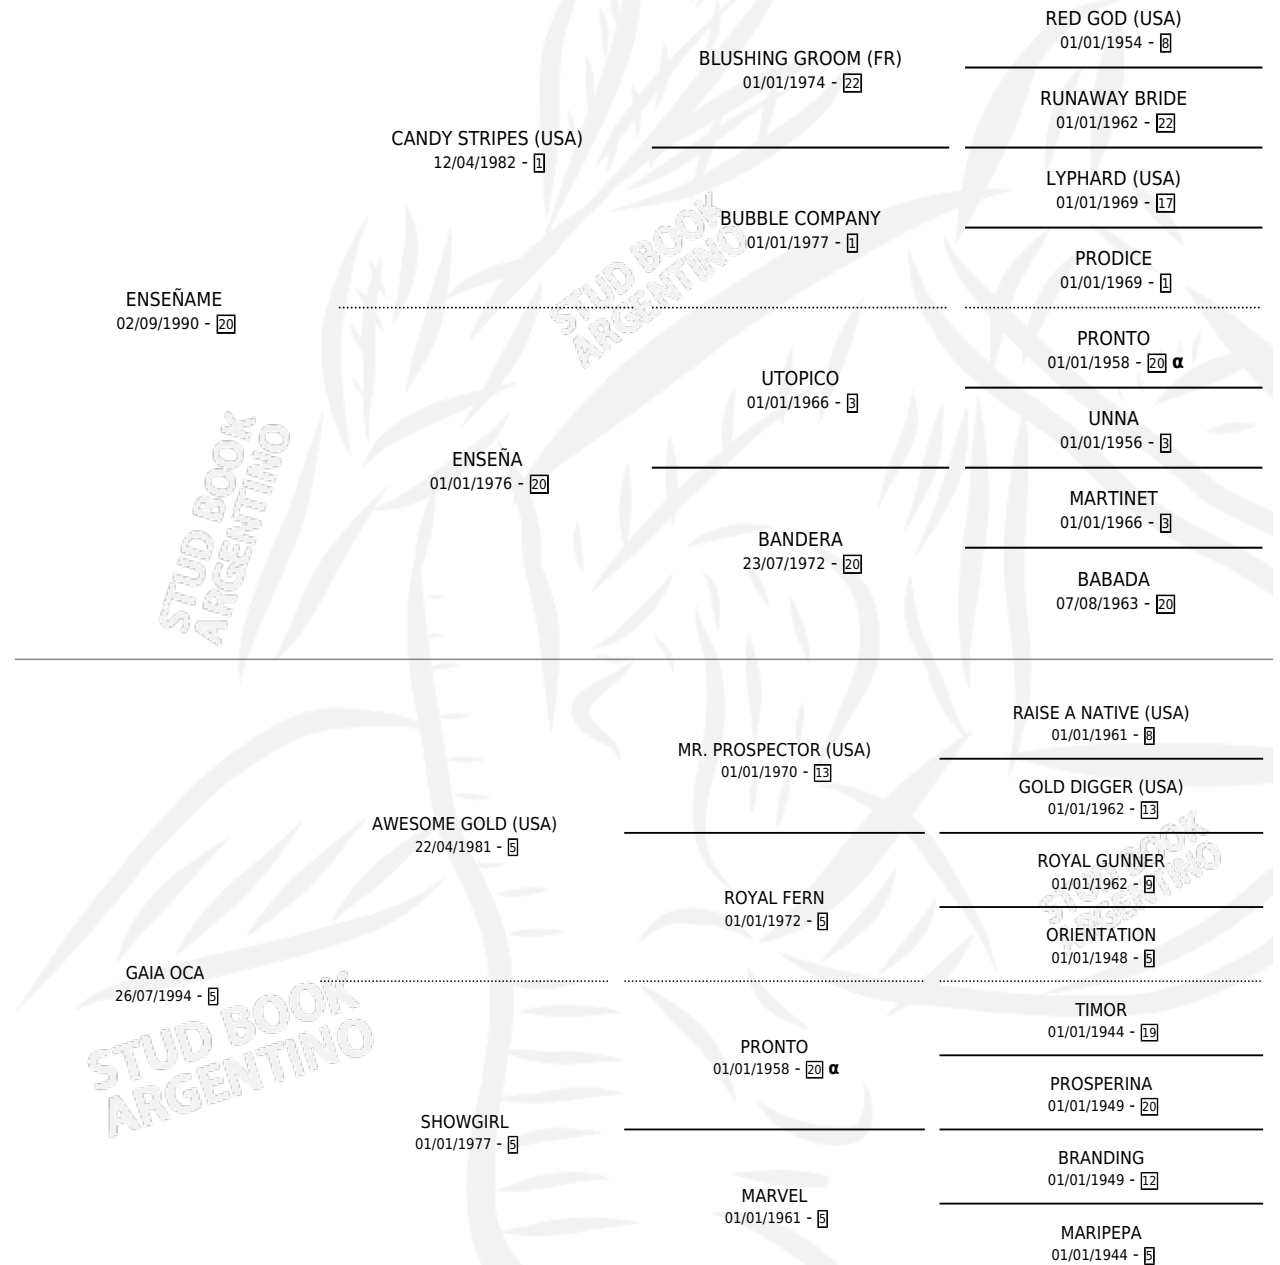 RED GOD (USA)
01/01/1954 - 8
BLUSHING GROOM (FR)
01/01/1974 - 22
RUNAWAY BRIDE
01/01/1962 - 22
CANDY STRIPES (USA)
12/04/1982 - 1
LYPHARD (USA)
01/01/1969 - 17
BUBBLE COMPANY
01/01/1977 - 1
PRODICE
01/01/1969 - 1
ENSEÑAME
02/09/1990 - 20
PRONTO
01/01/1958 - 20 α
UTOPICO
01/01/1966 - 3
UNNA
01/01/1956 - 3
ENSEÑA
01/01/1976 - 20
MARTINET
01/01/1966 - 3
BANDERA
23/07/1972 - 20
BABADA
07/08/1963 - 20
STUD BOOK
ARGENTINO
STUD BOOK
ARGENTINO
RAISE A NATIVE (USA)
01/01/1961 - 8
MR. PROSPECTOR (USA)
01/01/1970 - 13
GOLD DIGGER (USA)
01/01/1962 - 13
AWESOME GOLD (USA)
22/04/1981 - 5
ROYAL GUNNER
01/01/1962 - 9
ROYAL FERN
01/01/1972 - 5
ORIENTATION
01/01/1948 - 5
GAIA OCA
26/07/1994 - 5
TIMOR
01/01/1944 - 19
PRONTO
01/01/1958 - 20 α
PROSPERINA
01/01/1949 - 20
SHOWGIRL
01/01/1977 - 5
BRANDING
01/01/1949 - 12
MARVEL
01/01/1961 - 5
MARIPEPA
01/01/1944 - 5
STUD BOOK
ARGENTINO
STUD BOOK
ARGENTINO